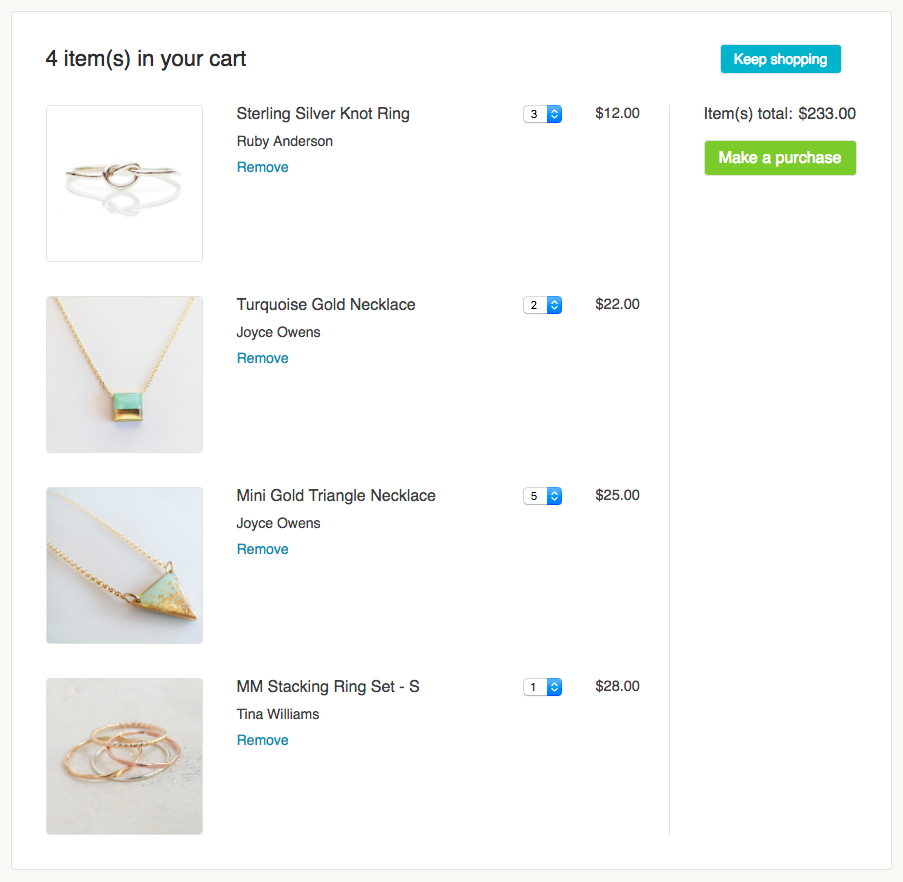 4 item(s) in your cart
Keep shopping
Sterling Silver Knot Ring 3 $12.00
Ruby Anderson
Remove
Item(s) total: $233.00
Make a purchase
Turquoise Gold Necklace 2 $22.00
Joyce Owens
Remove
Mini Gold Triangle Necklace 5 $25.00
Joyce Owens
Remove
MM Stacking Ring Set - S 1 $28.00
Tina Williams
Remove